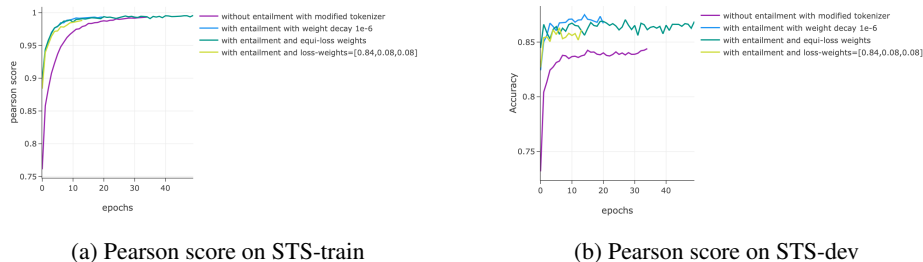 1
0.95
0.9
0.85
0.8
0.75
0 10 20 30 40
pearson score
epochs
without entailment with modified tokenizer
with entailment with weight decay 1e-6
with entailment and equi-loss weights
with entailment and loss-weights=[0.84,0.08,0.08]
(a) Pearson score on STS-train
0.85
0.8
0.75
0 10 20 30 40
Accuracy
epochs
without entailment with modified tokenizer
with entailment with weight decay 1e-6
with entailment and equi-loss weights
with entailment and loss-weights=[0.84,0.08,0.08]
(b) Pearson score on STS-dev